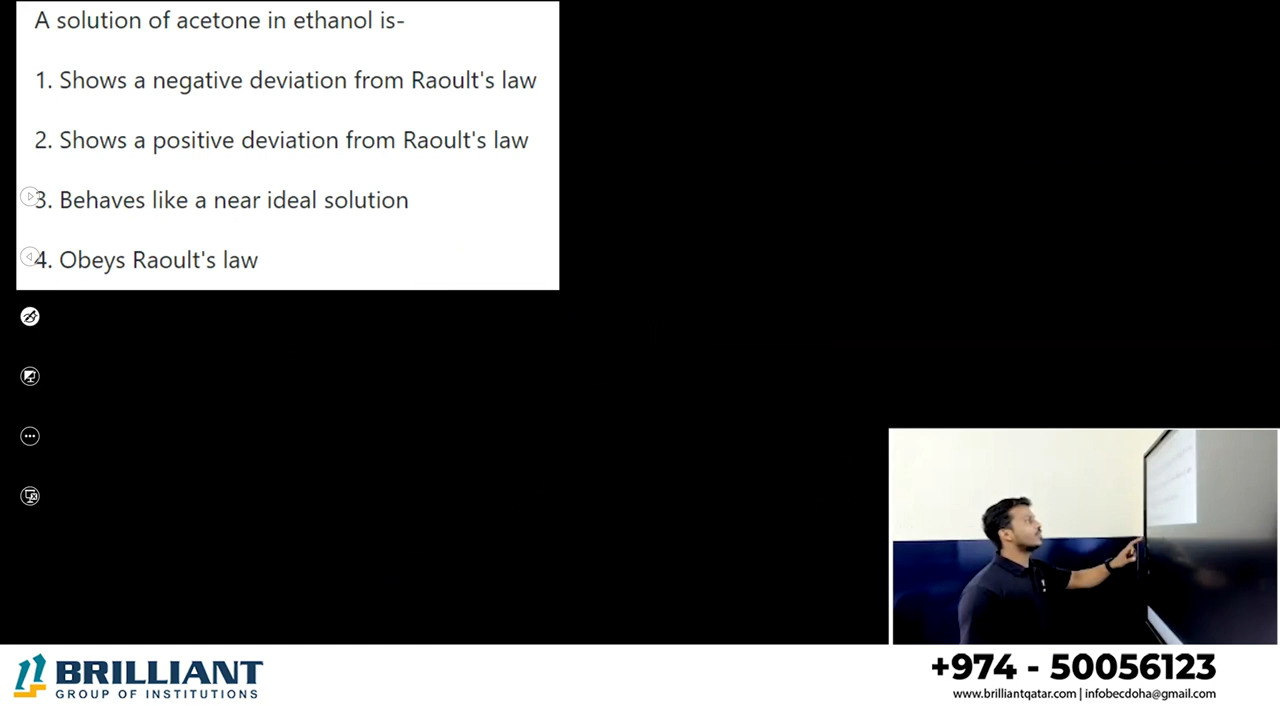 A solution of acetone in ethanol is-
1. Shows a negative deviation from Raoult's law
2. Shows a positive deviation from Raoult's law
3. Behaves like a near ideal solution
4. Obeys Raoult's law
BRILLIANT
GROUP OF INSTITUTIONS
+974 - 50056123
www.brilliantqatar.com | infobecdoha@gmail.com